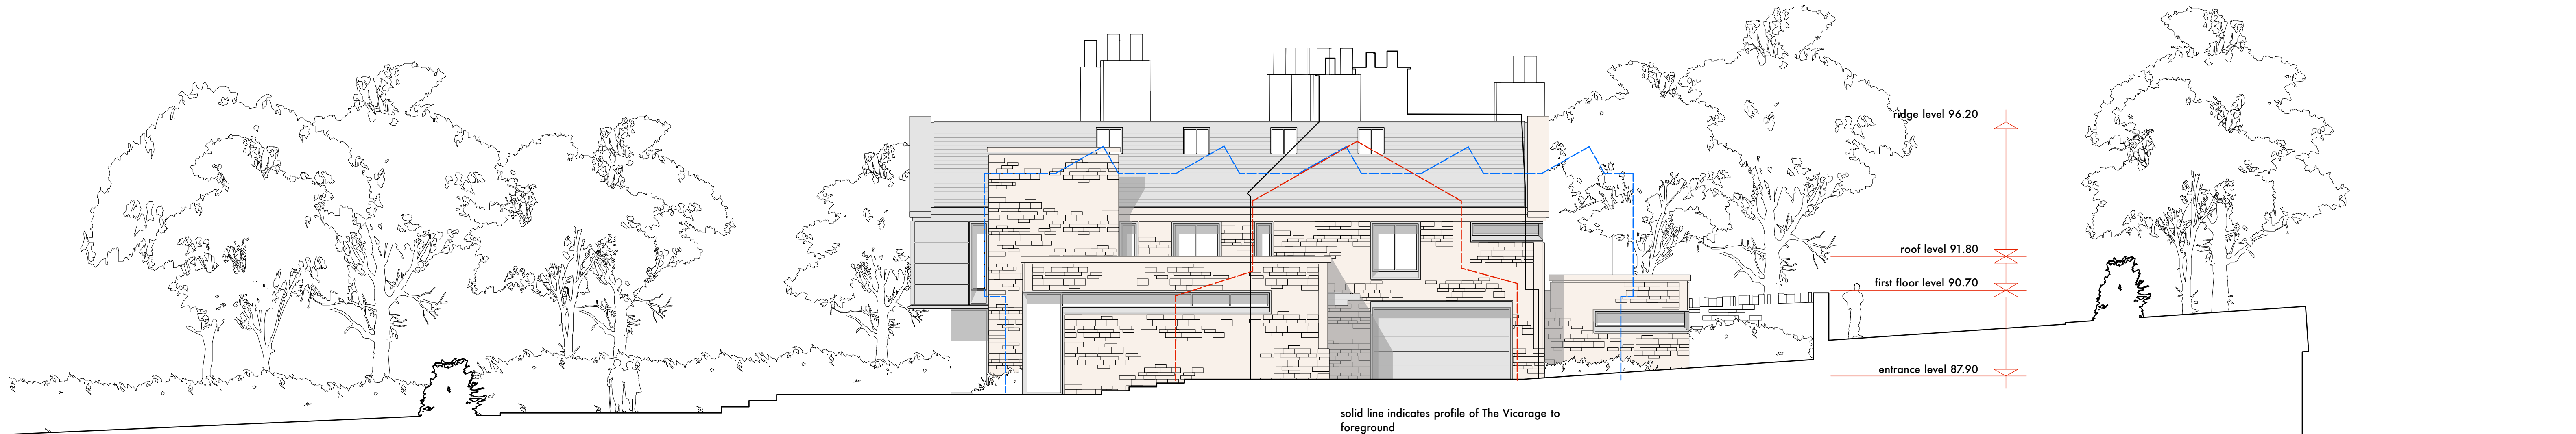 ridge level 96.20
roof level 91.80
first floor level 90.70
entrance level 87.90
solid line indicates profile of The Vicarage to
foreground